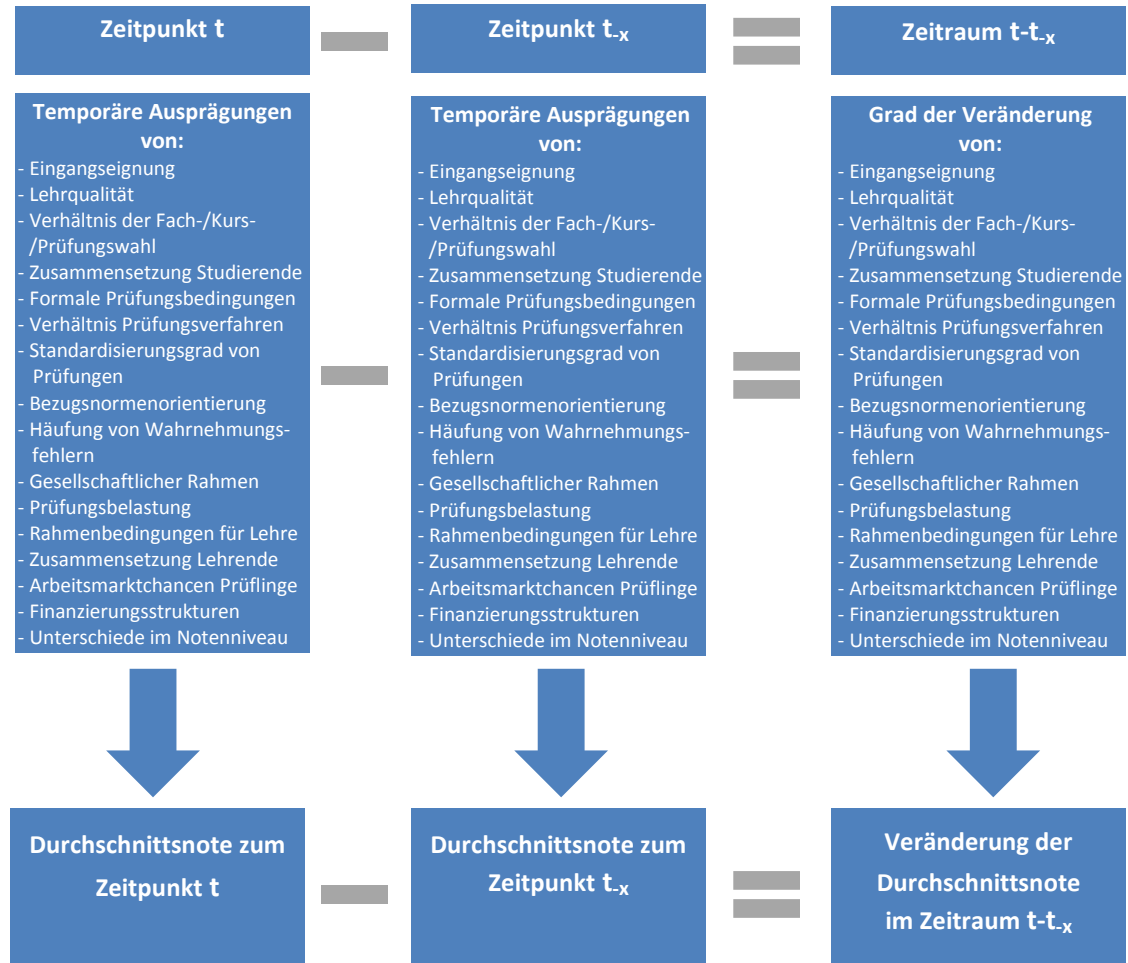 Zeitpunkt t
Zeitpunkt t-x
Zeitraum t-t-x
Temporäre Ausprägungen
von:
- Eingangseignung
- Lehrqualität
- Verhältnis der Fach-/Kurs-
/Prüfungswahl
- Zusammensetzung Studierende
- Formale Prüfungsbedingungen
- Verhältnis Prüfungsverfahren
- Standardisierungsgrad von
Prüfungen
- Bezugsnormenorientierung
- Häufung von Wahrnehmungs-
fehlern
- Gesellschaftlicher Rahmen
- Prüfungsbelastung
- Rahmenbedingungen für Lehre
- Zusammensetzung Lehrende
- Arbeitsmarktchancen Prüflinge
- Finanzierungsstrukturen
- Unterschiede im Notenniveau
Temporäre Ausprägungen
von:
- Eingangseignung
- Lehrqualität
- Verhältnis der Fach-/Kurs-
/Prüfungswahl
- Zusammensetzung Studierende
- Formale Prüfungsbedingungen
- Verhältnis Prüfungsverfahren
- Standardisierungsgrad von
Prüfungen
- Bezugsnormenorientierung
- Häufung von Wahrnehmungs-
fehlern
- Gesellschaftlicher Rahmen
- Prüfungsbelastung
- Rahmenbedingungen für Lehre
- Zusammensetzung Lehrende
- Arbeitsmarktchancen Prüflinge
- Finanzierungsstrukturen
- Unterschiede im Notenniveau
Grad der Veränderung
von:
- Eingangseignung
- Lehrqualität
- Verhältnis der Fach-/Kurs-
/Prüfungswahl
- Zusammensetzung Studierende
- Formale Prüfungsbedingungen
- Verhältnis Prüfungsverfahren
- Standardisierungsgrad von
Prüfungen
- Bezugsnormenorientierung
- Häufung von Wahrnehmungs-
fehlern
- Gesellschaftlicher Rahmen
- Prüfungsbelastung
- Rahmenbedingungen für Lehre
- Zusammensetzung Lehrende
- Arbeitsmarktchancen Prüflinge
- Finanzierungsstrukturen
- Unterschiede im Notenniveau
Durchschnittsnote zum
Zeitpunkt t
Durchschnittsnote zum
Zeitpunkt t-x
Veränderung der
Durchschnittsnote
im Zeitraum t-t-x